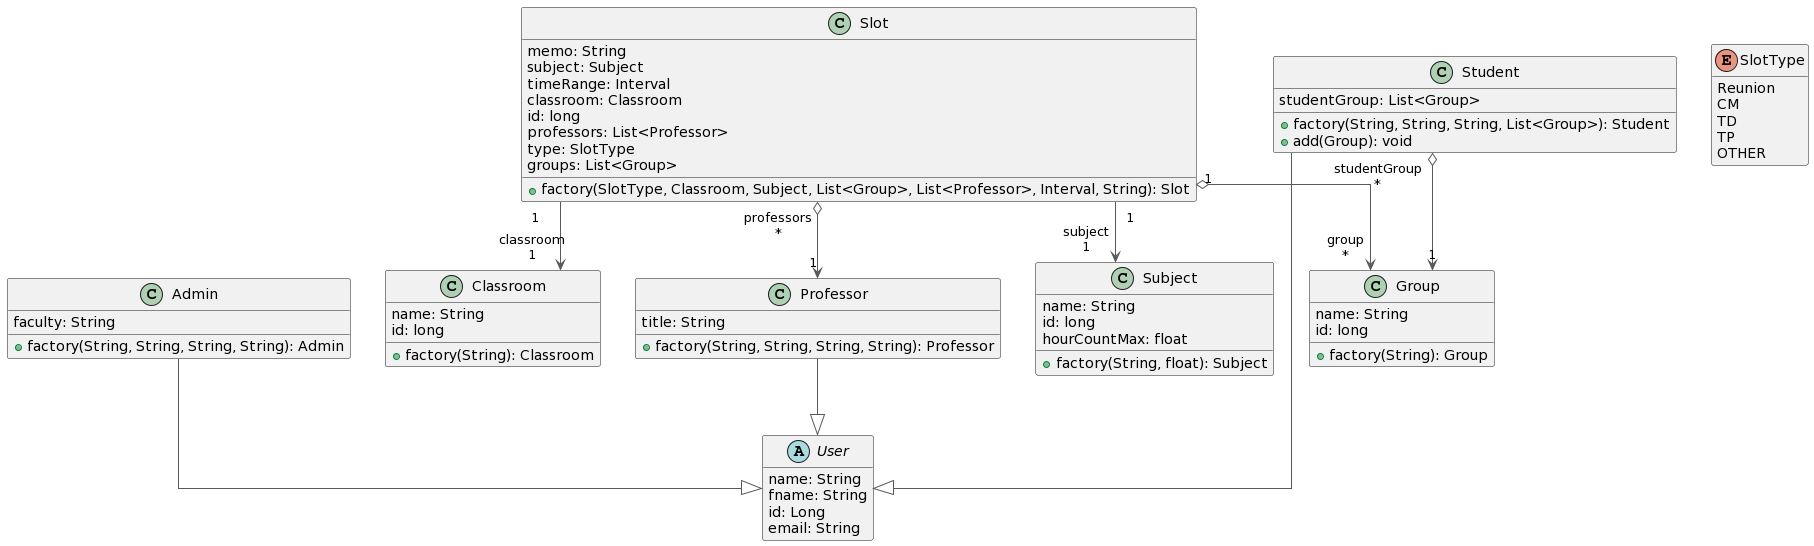 C Slot
memo: String
subject: Subject
timeRange: Interval
classroom: Classroom
id: long
professors: List<Professor>
type: SlotType
groups: List<Group>
factory(SlotType, Classroom, Subject, List<Group>, List<Professor>, Interval, String): Slot
C Student
studentGroup: List<Group>
factory(String, String, String, List<Group>): Student
add(Group): void
E SlotType
Reunion
CM
TD
TP
OTHER
1
classroom
1
professors
*
1
1
subject
1
1
group
*
studentGroup
*
1
C Admin
faculty: String
factory(String, String, String, String): Admin
C Classroom
name: String
id: long
factory(String): Classroom
C Professor
title: String
factory(String, String, String, String): Professor
C Subject
name: String
id: long
hourCountMax: float
factory(String, float): Subject
C Group
name: String
id: long
factory(String): Group
A User
name: String
fname: String
id: Long
email: String